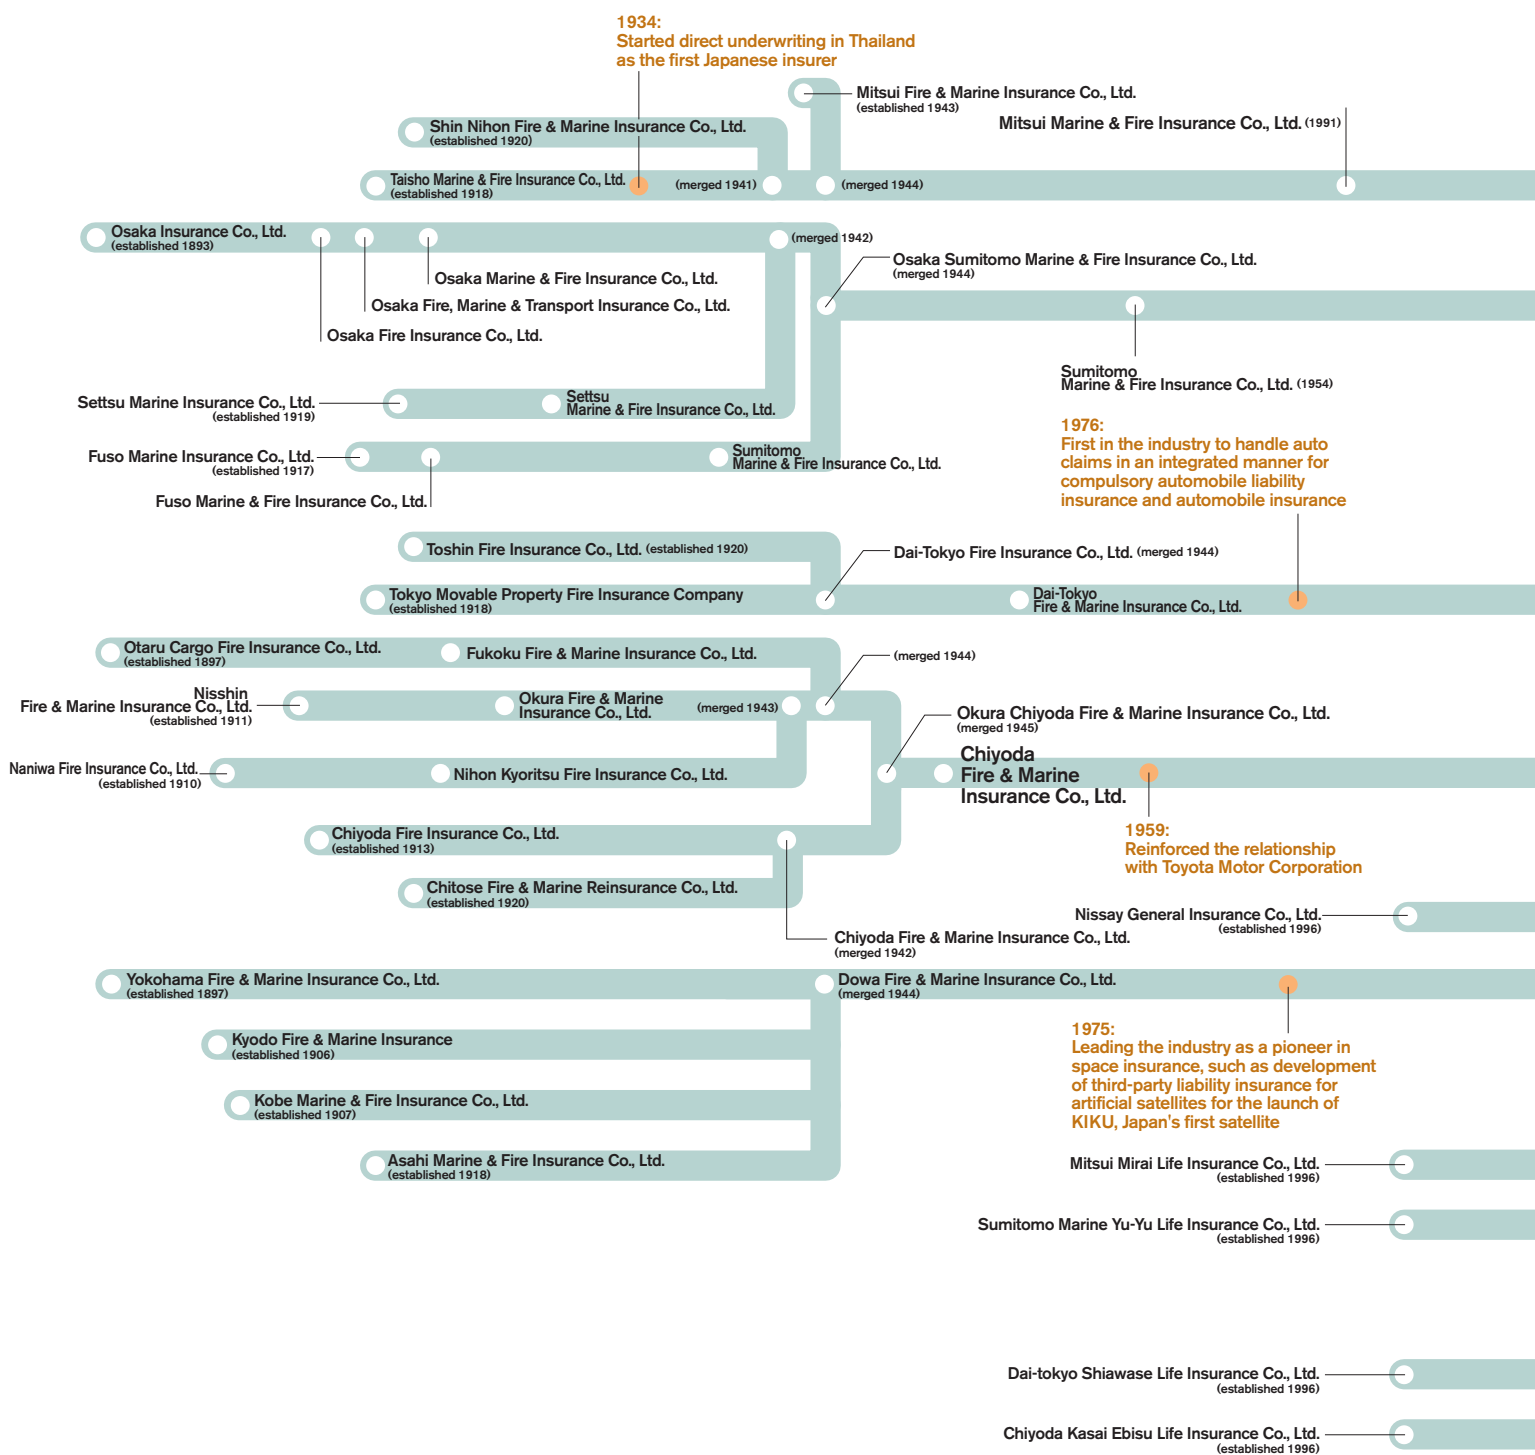 1934:
Started direct underwriting in Thailand
as the first Japanese insurer
Mitsui Fire & Marine Insurance Co., Ltd.
(established 1943)
Mitsui Marine & Fire Insurance Co., Ltd. (1991)
Shin Nihon Fire & Marine Insurance Co., Ltd.
(established 1920)
Taisho Marine & Fire Insurance Co., Ltd.
(established 1918)
(merged 1941)
(merged 1944)
Osaka Insurance Co., Ltd.
(established 1893)
(merged 1942)
Osaka Marine & Fire Insurance Co., Ltd.
Osaka Fire, Marine & Transport Insurance Co., Ltd.
Osaka Fire Insurance Co., Ltd.
Osaka Sumitomo Marine & Fire Insurance Co., Ltd.
(merged 1944)
Sumitomo
Marine & Fire Insurance Co., Ltd. (1954)
Settsu Marine Insurance Co., Ltd.
(established 1919)
Settsu
Marine & Fire Insurance Co., Ltd.
Fuso Marine Insurance Co., Ltd.
(established 1917)
Sumitomo
Marine & Fire Insurance Co., Ltd.
Fuso Marine & Fire Insurance Co., Ltd.
1976:
First in the industry to handle auto
claims in an integrated manner for
compulsory automobile liability
insurance and automobile insurance
Toshin Fire Insurance Co., Ltd. (established 1920)
Dai-Tokyo Fire Insurance Co., Ltd. (merged 1944)
Tokyo Movable Property Fire Insurance Company
(established 1918)
Dai-Tokyo
Fire & Marine Insurance Co., Ltd.
Otaru Cargo Fire Insurance Co., Ltd.
(established 1897)
Fukoku Fire & Marine Insurance Co., Ltd.
(merged 1944)
Nisshin
Fire & Marine Insurance Co., Ltd.
(established 1911)
Okura Fire & Marine
Insurance Co., Ltd.
(merged 1943)
Okura Chiyoda Fire & Marine Insurance Co., Ltd.
(merged 1945)
Naniwa Fire Insurance Co., Ltd.
(established 1910)
Nihon Kyoritsu Fire Insurance Co., Ltd.
Chiyoda
Fire & Marine
Insurance Co., Ltd.
1959:
Reinforced the relationship
with Toyota Motor Corporation
Chiyoda Fire Insurance Co., Ltd.
(established 1913)
Chitose Fire & Marine Reinsurance Co., Ltd.
(established 1920)
Nissay General Insurance Co., Ltd.
(established 1996)
Chiyoda Fire & Marine Insurance Co., Ltd.
(merged 1942)
Yokohama Fire & Marine Insurance Co., Ltd.
(established 1897)
Dowa Fire & Marine Insurance Co., Ltd.
(merged 1944)
Kyodo Fire & Marine Insurance
(established 1906)
1975:
Leading the industry as a pioneer in
space insurance, such as development
of third-party liability insurance for
artificial satellites for the launch of
KIKU, Japan's first satellite
Kobe Marine & Fire Insurance Co., Ltd.
(established 1907)
Asahi Marine & Fire Insurance Co., Ltd.
(established 1918)
Mitsui Mirai Life Insurance Co., Ltd.
(established 1996)
Sumitomo Marine Yu-Yu Life Insurance Co., Ltd.
(established 1996)
Dai-tokyo Shiawase Life Insurance Co., Ltd.
(established 1996)
Chiyoda Kasai Ebisu Life Insurance Co., Ltd.
(established 1996)